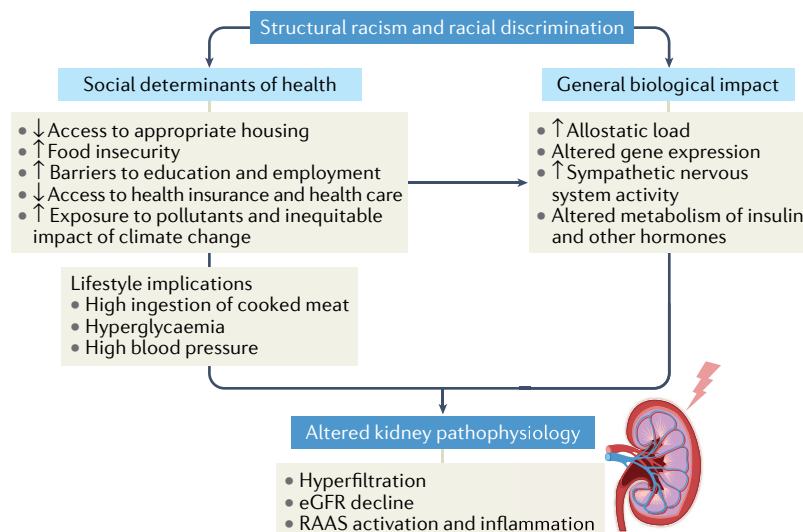 Structural racism and racial discrimination
Social determinants of health
• ↓Access to appropriate housing
• ↑Food insecurity
• ↑ Barriers to education and employment
• ↓Access to health insurance and health care
• ↑ Exposure to pollutants and inequitable
impact of climate change
General biological impact
• ↑ Allostatic load
• Altered gene expression
• ↑ Sympathetic nervous
system activity
• Altered metabolism of insulin
and other hormones
Lifestyle implications
• High ingestion of cooked meat
• Hyperglycaemia
• High blood pressure
Altered kidney pathophysiology
• Hyperfiltration
• eGFR decline
• RAAS activation and inflammation